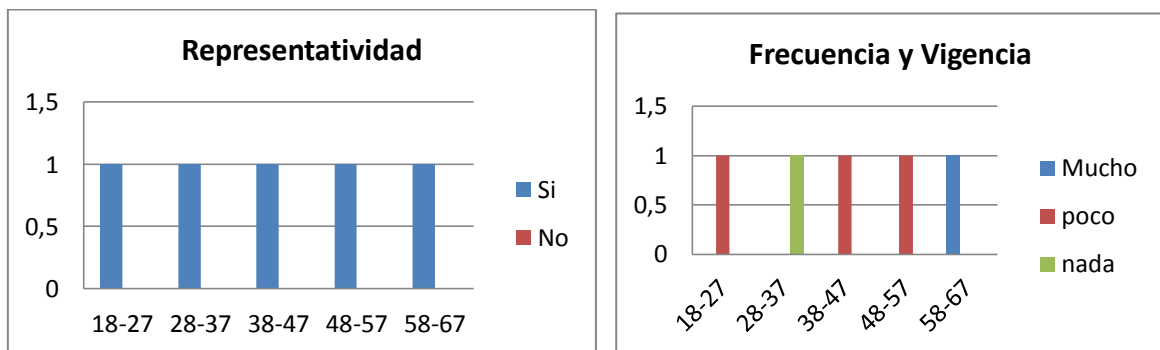 Representatividad
1,5
1
0,5
0
18-27 28-37 38-47 48-57 58-67
Si
No
Frecuencia y Vigencia
1,5
1
0,5
0
18-27 28-37 38-47 48-57 58-67
Mucho
poco
nada